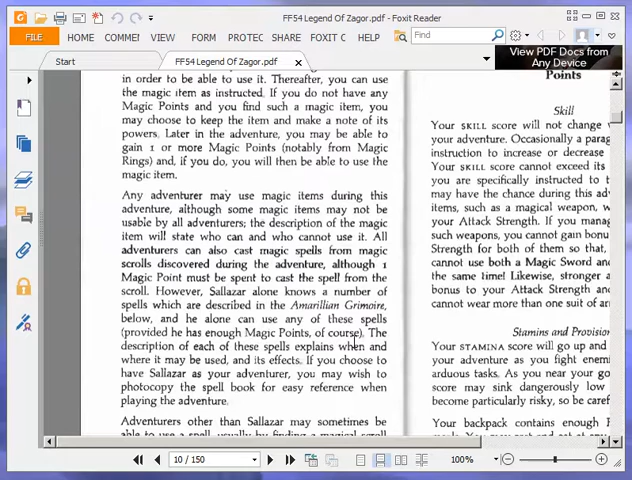 FF54 Legend Of Zagor.pdf - Foxit Reader
FILE HOME COMMEI VIEW FORM PROTEC SHARE FOXIT C HELP Find
Start FF54 Legend Of Zagor.pdf
View PDF Docs from
Any Device
in order to be able to use it. Thereafter, you can use
the magic item as instructed. If you do not have any
Magic Points and you find such a magic item, you
may choose to keep the item and make a note of its
powers. Later in the adventure, you may be able to
gain 1 or more Magic Points (notably from Magic
Rings) and, if you do, you will then be able to use the
magic item.
Any adventurer may use magic items during this
adventure, although some magic items may not be
usable by all adventurers; the description of the magic
item will state who can and who cannot use it. All
adventurers can also cast magic spells from magic
scrolls discovered during the adventure, although 1
Magic Point must be spent to cast the spell from the
scroll. However, Sallazar alone knows a number of
spells which are described in the Amarillian Grimoire,
below, and he alone can use any of these spells
(provided he has enough Magic Points, of course). The
description of each of these spells explains when and
where it may be used, and its effects. If you choose to
have Sallazar as your adventurer, you may wish to
photocopy the spell book for easy reference when
playing the adventure.
Adventurers other than Sallazar may sometimes be
able to use a spell, usually by finding a magical scroll
Points
Skill
Your SKILL score will not change
your adventure. Occasionally a parag
instruction to increase or decrease
Your SKILL score cannot exceed its
you are specifically instructed to
may have the chance during this ad
items, such as a magical weapon, w
your Attack Strength. If you manag
such weapons, you cannot gain bonu
Strength for both of them so that,
cannot use both a Magic Sword and
the same time! Likewise, stronger a
bonus to your Attack Strength and
cannot wear more than one suit of ar
Stamina and Provision
Your STAMINA score will go up and
your adventure as you fight enemi
arduous tasks. As you near your go
score may sink dangerously low
become particularly risky, so be caref
Your backpack contains enough
10 / 150 100%